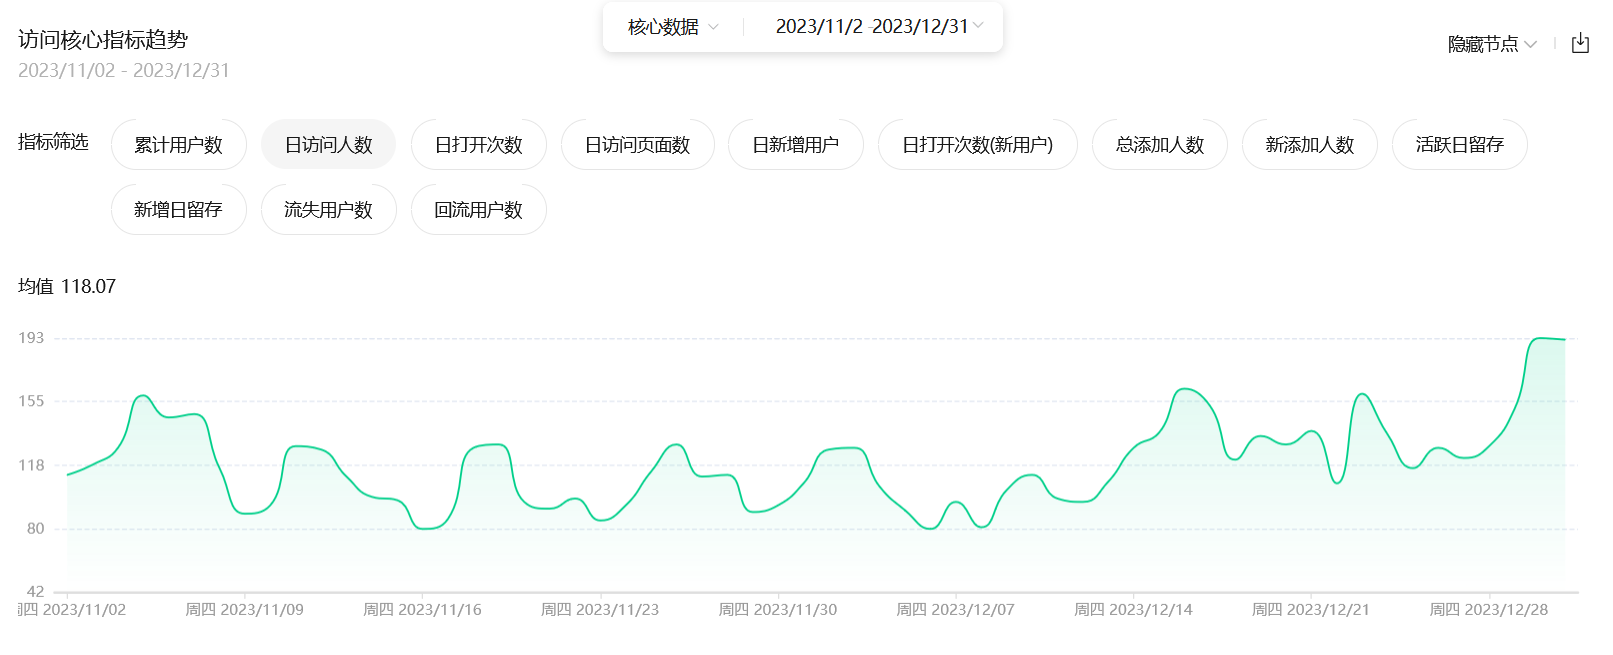 核心数据 2023/11/2 -2023/12/31
访问核心指标趋势
隐藏节点
2023/11/02 - 2023/12/31
指标筛选 累计用户数 日访问人数 日打开次数 日访问页面数 日新增用户 日打开次数(新用户) 总添加人数 新添加人数 活跃日留存
新增日留存 流失用户数 回流用户数
均值 118.07
193
155
118
80
42
周四 2023/11/02 周四 2023/11/09 周四 2023/11/16 周四 2023/11/23 周四 2023/11/30 周四 2023/12/07 周四 2023/12/14 周四 2023/12/21 周四 2023/12/28